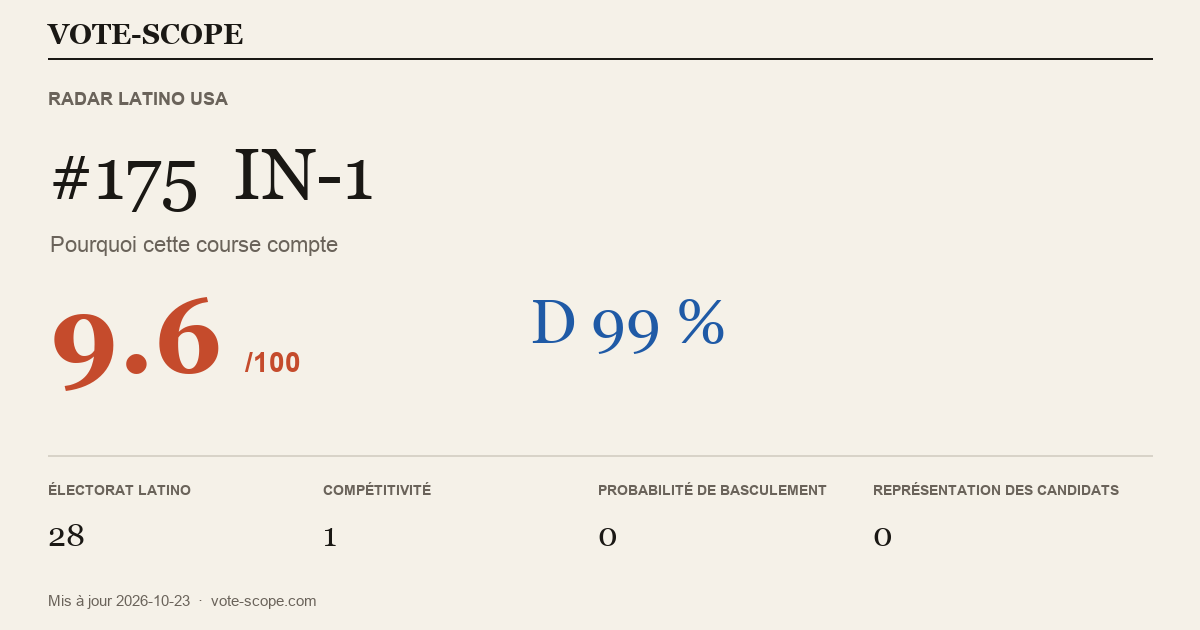 VOTE-SCOPE
RADAR LATINO USA
#175 IN-1
Pourquoi cette course compte
9.6 /100
D 99 %
ÉLECTORAT LATINO
COMPÉTITIVITÉ
PROBABILITÉ DE BASCULEMENT
REPRÉSENTATION DES CANDIDATS
28
1
0
0
Mis à jour 2026-10-23 · vote-scope.com